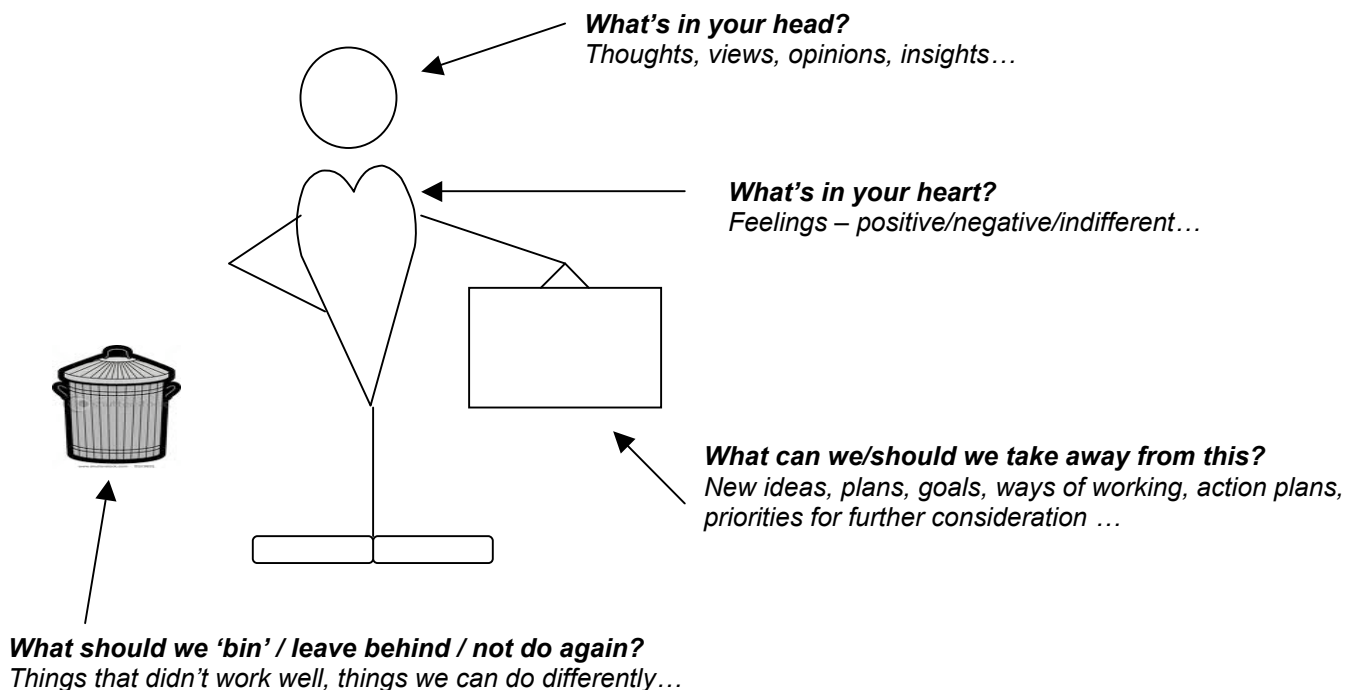 What's in your head?
Thoughts, views, opinions, insights…
What's in your heart?
Feelings – positive/negative/indifferent…
What can we/should we take away from this?
New ideas, plans, goals, ways of working, action plans,
priorities for further consideration …
What should we ‘bin’ / leave behind / not do again?
Things that didn’t work well, things we can do differently…